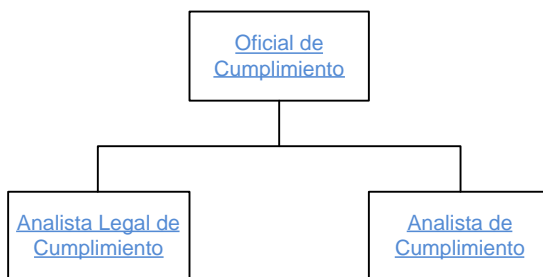 Oficial de
Cumplimiento
Analista Legal de
Cumplimiento
Analista de
Cumplimiento